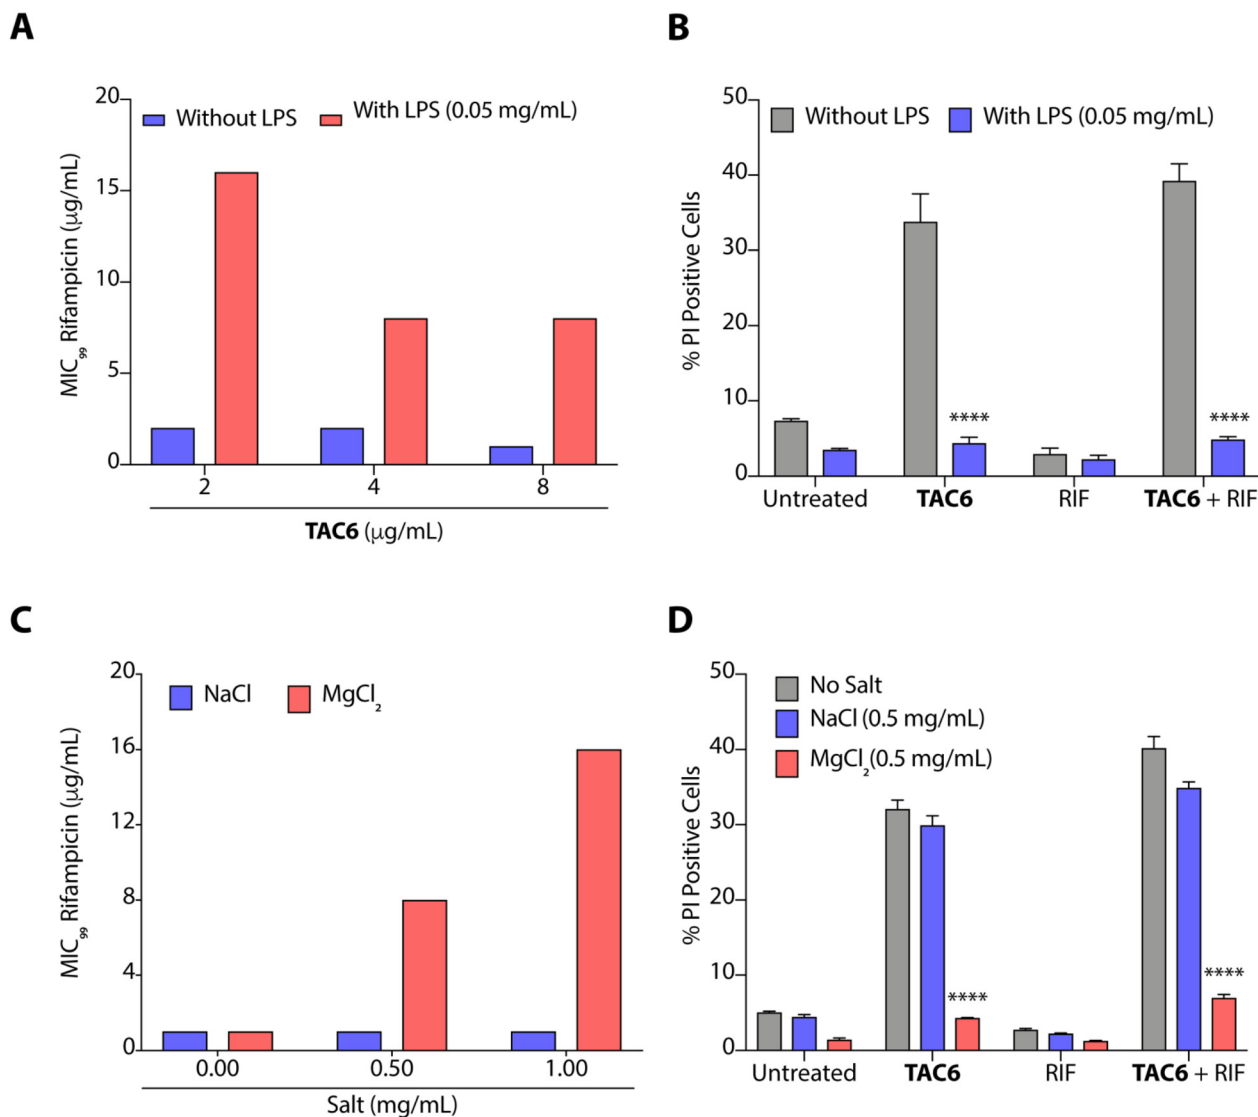 A
20
15
10
5
0
MIC₉₉ Rifampicin (μg/mL)
Without LPS
With LPS (0.05 mg/mL)
2
4
8
TAC6 (μg/mL)
B
50
40
30
20
10
0
% PI Positive Cells
Without LPS
With LPS (0.05 mg/mL)
****
****
Untreated
TAC6
RIF
TAC6 + RIF
C
20
16
12
8
4
0
MIC₉₉ Rifampicin (μg/mL)
NaCl
MgCl₂
0.00
0.50
1.00
Salt (mg/mL)
D
50
40
30
20
10
0
% PI Positive Cells
No Salt
NaCl (0.5 mg/mL)
MgCl₂(0.5 mg/mL)
****
****
Untreated
TAC6
RIF
TAC6 + RIF